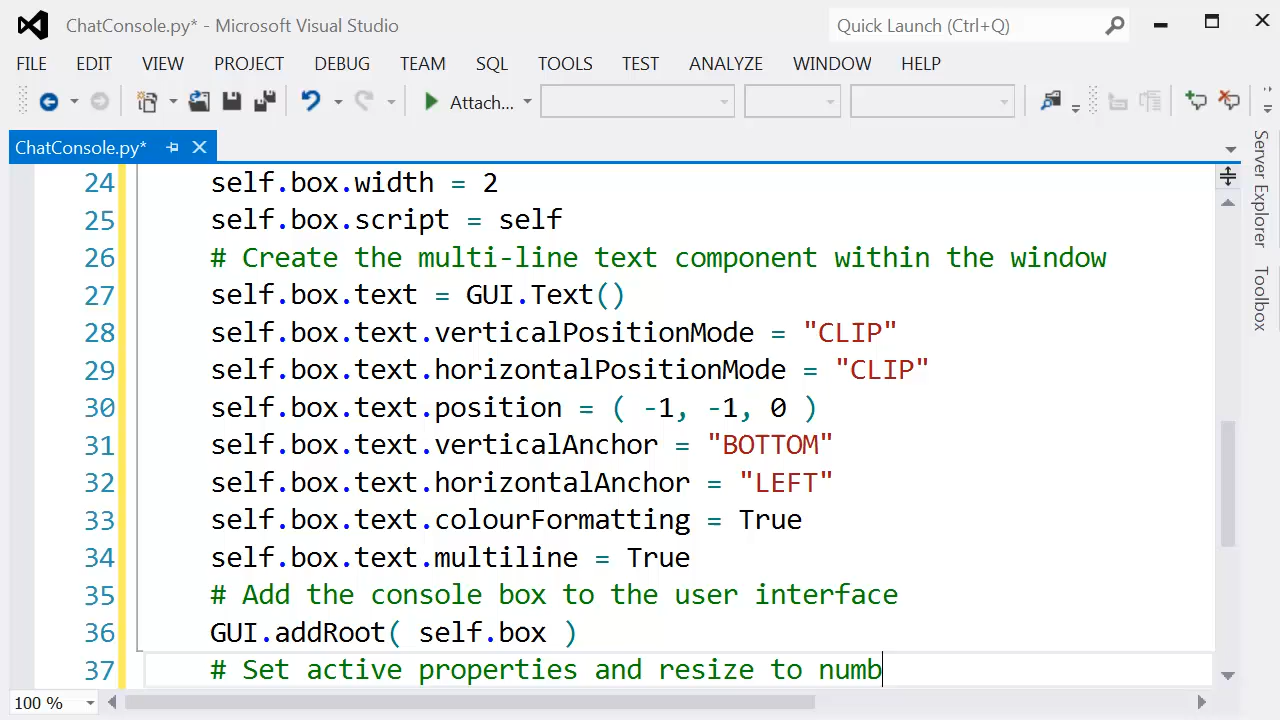 ChatConsole.py* - Microsoft Visual Studio
Quick Launch (Ctrl+Q)
FILE EDIT VIEW PROJECT DEBUG TEAM SQL TOOLS TEST ANALYZE WINDOW HELP
Attach...
ChatConsole.py*
24 self.box.width = 2
25 self.box.script = self
26 # Create the multi-line text component within the window
27 self.box.text = GUI.Text()
28 self.box.text.verticalPositionMode = "CLIP"
29 self.box.text.horizontalPositionMode = "CLIP"
30 self.box.text.position = ( -1, -1, 0 )
31 self.box.text.verticalAnchor = "BOTTOM"
32 self.box.text.horizontalAnchor = "LEFT"
33 self.box.text.colourFormatting = True
34 self.box.text.multiline = True
35 # Add the console box to the user interface
36 GUI.addRoot( self.box )
37 # Set active properties and resize to numb
100 %
Server Explorer
Toolbox